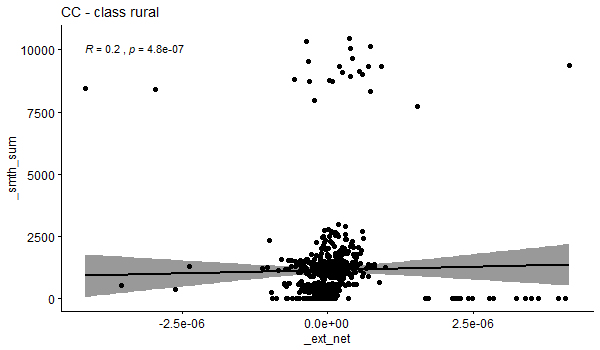 CC - class rural
R = 0.2 , p = 4.8e-07
10000
7500
5000
2500
0
_smth_sum
-2.5e-06 0.0e+00 2.5e-06
_ext_net